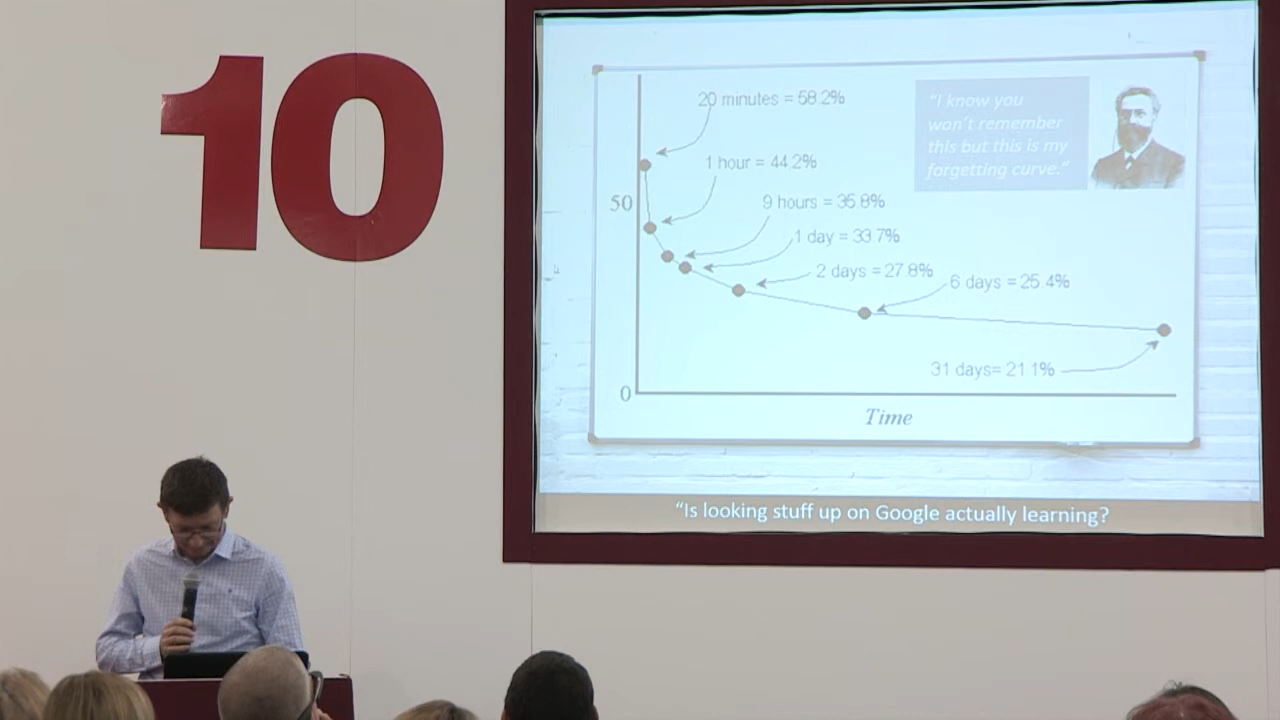 10
20 minutes = 58.2%
"I know you
won't remember
this but this is my
forgetting curve."
1 hour = 44.2%
50
9 hours = 35.8%
1 day = 33.7%
2 days = 27.8%
6 days = 25.4%
31 days= 21.1%
0
Time
"Is looking stuff up on Google actually learning?